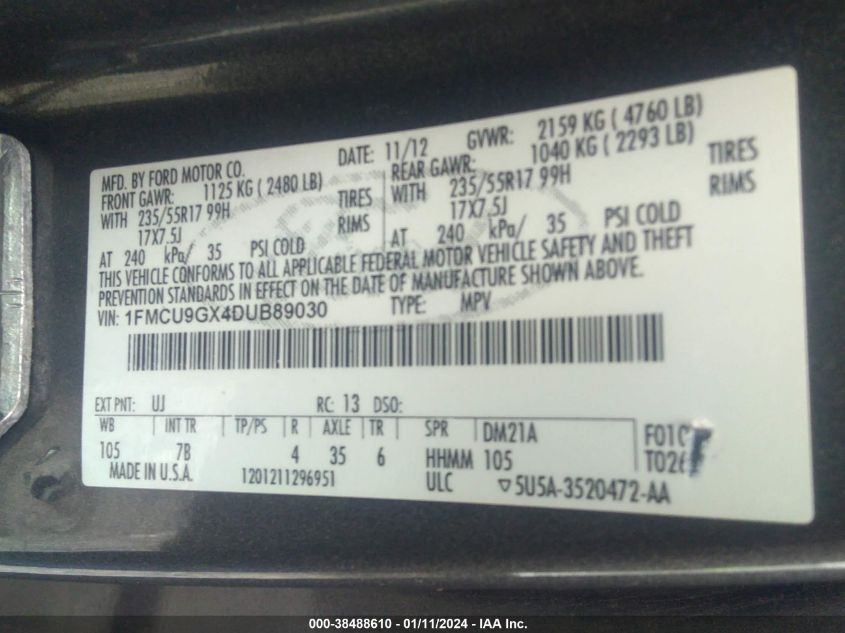 MFD. BY FORD MOTOR CO. DATE: 11/12 GVWR: 2159 KG ( 4760 LB)
FRONT GAWR: 1125 KG ( 2480 LB) REAR GAWR: 1040 KG ( 2293 LB)
WITH 235/55R17 99H TIRES WITH 235/55R17 99H TIRES
17X7.5J RIMS 17X7.5J RIMS
AT 240 kPa/ 35 PSI COLD AT 240 kPa/ 35 PSI COLD
THIS VEHICLE CONFORMS TO ALL APPLICABLE FEDERAL MOTOR VEHICLE SAFETY AND THEFT
PREVENTION STANDARDS IN EFFECT ON THE DATE OF MANUFACTURE SHOWN ABOVE.
VIN: 1FMCU9GX4DUB89030 TYPE: MPV
EXT PNT: UJ RC: 13 DSO:
WB INT TR TP/PS R AXLE TR SPR DM21A F01C
105 7B 4 35 6 HHMM 105 T026
MADE IN U.S.A. 1201211296951 ULC 5U5A-3520472-AA
000-38488610 - 01/11/2024 - IAA Inc.